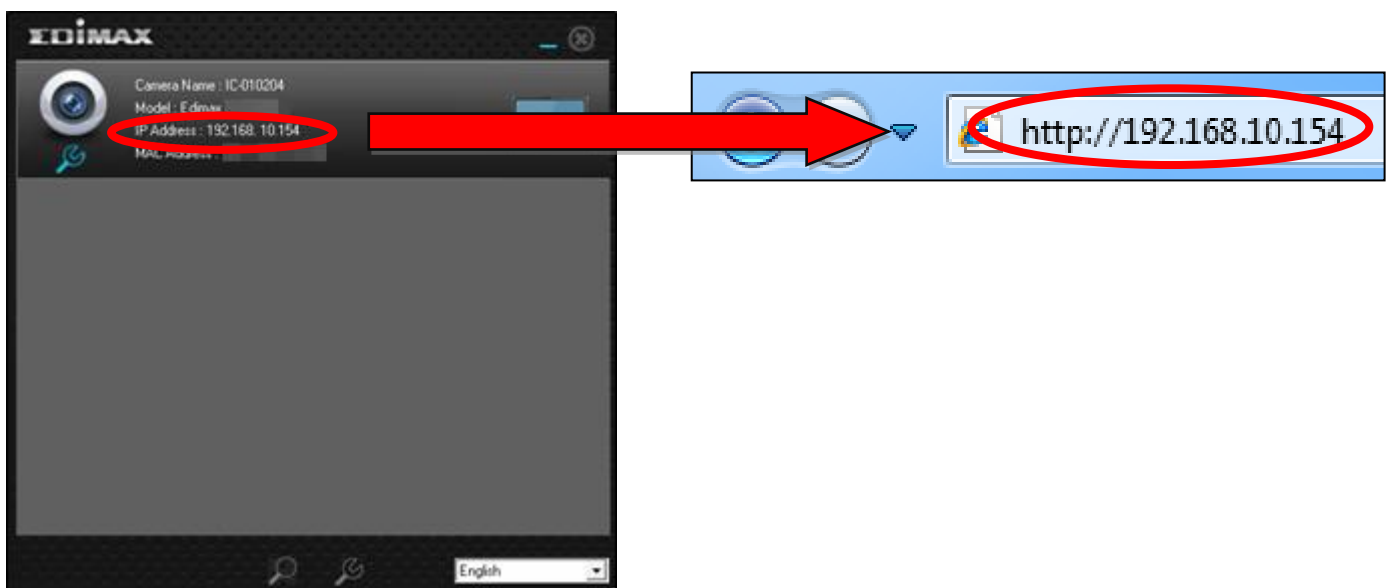 EDIMAX
Camera Name : IC-010204
Model : Edimax
IP Address : 192.168. 10.154
MAC Address :
http://192.168.10.154
English